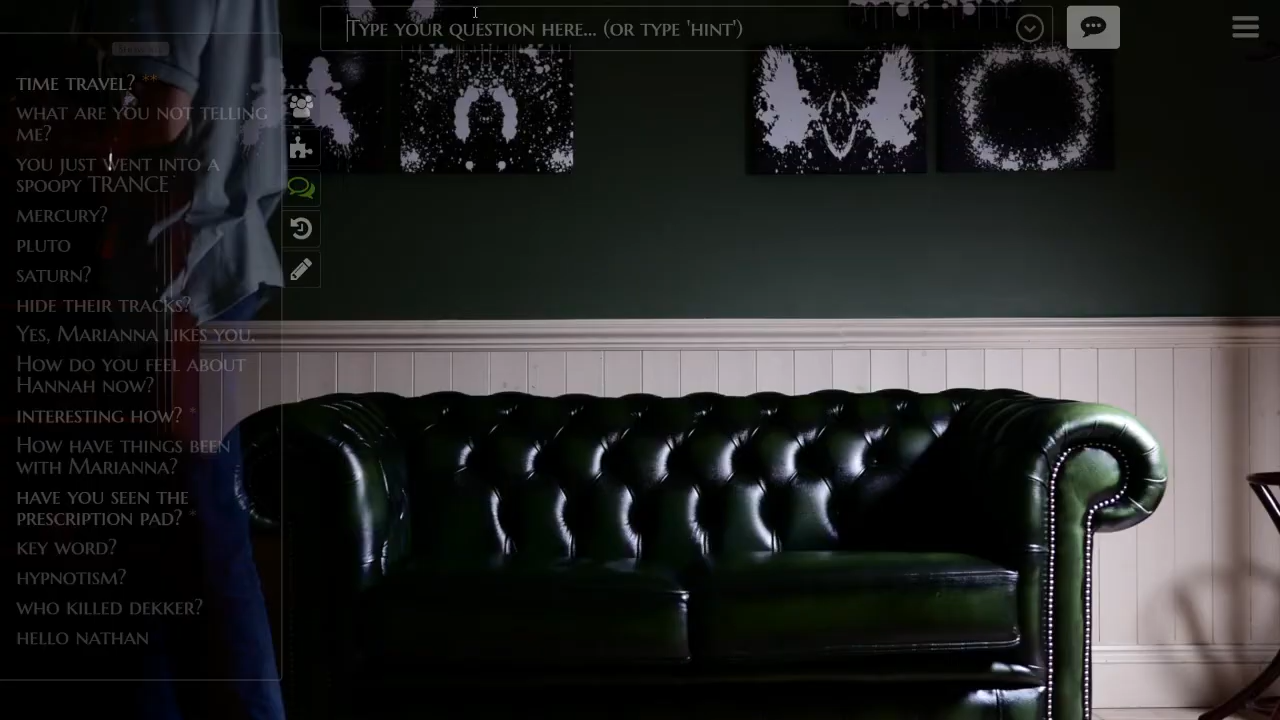 Type your question here... (or type 'hint')
time travel? **
what are you not telling
me?
you just went into a
spoopy TRANCE
mercury?
pluto
saturn?
hide their tracks?
Yes, Marianna likes you.
How do you feel about
Hannah now?
interesting how? *
How have things been
with Marianna?
have you seen the
prescription pad? *
key word?
hypnotism?
who killed dekker?
hello nathan